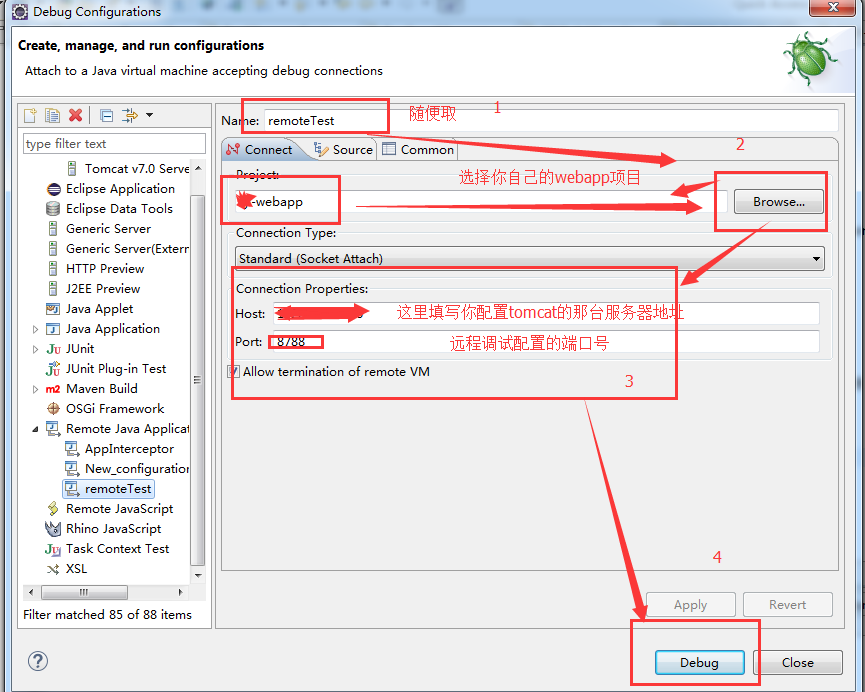 Debug Configurations
Create, manage, and run configurations
Attach to a Java virtual machine accepting debug connections
type filter text
Tomcat v7.0 Serve
Eclipse Application
Eclipse Data Tools
Generic Server
Generic Server(Extern
HTTP Preview
J2EE Preview
Java Applet
Java Application
Ju JUnit
JUnit Plug-in Test
m2 Maven Build
OSGi Framework
Remote Java Applicat
AppInterceptor
New_configuration
remoteTest
Remote JavaScript
Rhino JavaScript
Ju Task Context Test
XSL
Filter matched 85 of 88 items
Name: remoteTest 随便取 1
Connect Source Common
2
Project:
选择你自己的webapp项目
-webapp
Browse...
Connection Type:
Standard (Socket Attach)
Connection Properties:
Host: 这里填写你配置tomcat的那台服务器地址
Port: 8788 远程调试配置的端口号
Allow termination of remote VM
3
4
Apply Revert
Debug Close